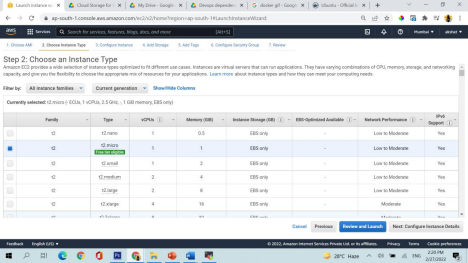 Launch instance v
Cloud Storage for
My Drive - Google
Devops dependen
docker gif - Googl
Ubuntu - Official I
ap-south-1.console.aws.amazon.com/ec2/v2/home?region=ap-south-1#LaunchInstanceWizard:
aws Services Search for services, features, blogs, docs, and more [Alt+S] Mumbai
1. Choose AMI 2. Choose Instance Type 3. Configure Instance 4. Add Storage 5. Add Tags 6. Configure Security Group 7. Review
Step 2: Choose an Instance Type
Amazon EC2 provides a wide selection of instance types optimized to fit different use cases. Instances are virtual servers that can run applications. They have varying combinations of CPU, memory, storage, and networking
capacity, and give you the flexibility to choose the appropriate mix of resources for your applications. Learn more about instance types and how they can meet your computing needs.
Filter by: All instance families Current generation Show/Hide Columns
Currently selected: t2.micro (- ECUs, 1 vCPUs, 2.5 GHz, -, 1 GiB memory, EBS only)
Family Type vCPUs Memory (GiB) Instance Storage (GB) EBS-Optimized Available Network Performance IPv6 Support
t2 t2.nano 1 0.5 EBS only - Low to Moderate Yes
t2 t2.micro 1 1 EBS only - Low to Moderate Yes
Free tier eligible
t2 t2.small 1 2 EBS only - Low to Moderate Yes
t2 t2.medium 2 4 EBS only - Low to Moderate Yes
t2 t2.large 2 8 EBS only - Low to Moderate Yes
t2 t2.xlarge 4 16 EBS only - Moderate Yes
Cancel Previous Review and Launch Next: Configure Instance Details
Feedback English (US) © 2022, Amazon Internet Services Private Ltd. or its affiliates. Privacy Terms Cookie preferences
28°C Haze ENG 2:20 PM
2/27/2022